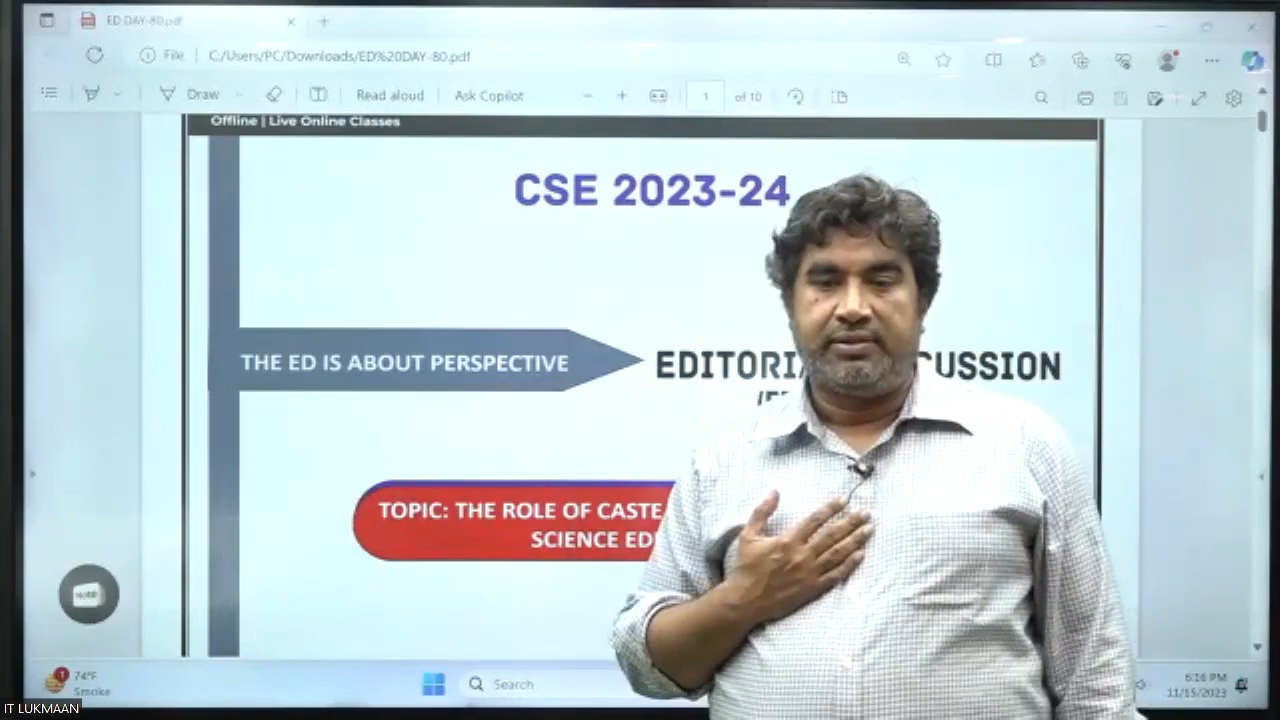 ED DAY-80.pdf
File C:/Users/PC/Downloads/ED%20DAY-80.pdf
Draw Read aloud Ask Copilot 1 of 10
Offline | Live Online Classes
CSE 2023-24
THE ED IS ABOUT PERSPECTIVE
EDITORI CUSSION
TOPIC: THE ROLE OF CASTE
SCIENCE ED
74°F
Smoke
1
Search
6:16 PM
11/15/2023
IT LUKMAAN